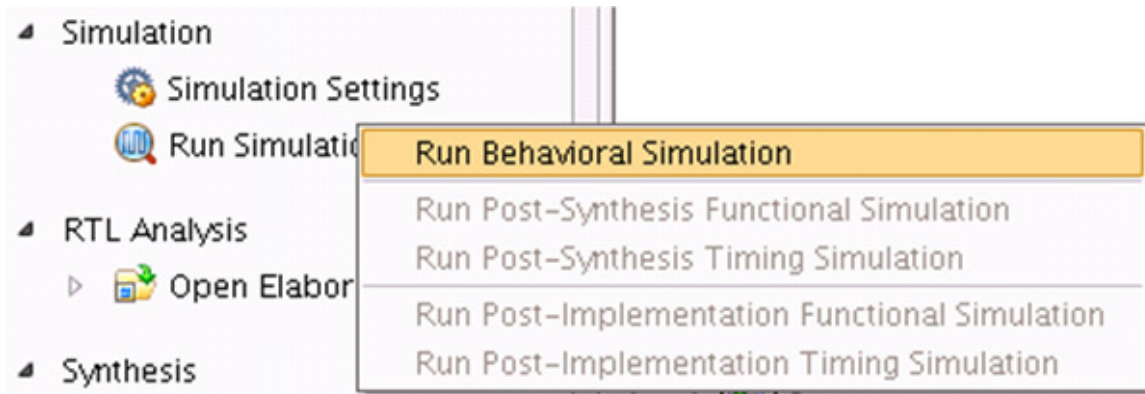 Simulation
Simulation Settings
Run Simulatio
Run Behavioral Simulation
Run Post-Synthesis Functional Simulation
Run Post-Synthesis Timing Simulation
Run Post-Implementation Functional Simulation
Run Post-Implementation Timing Simulation
RTL Analysis
Open Elabor
Synthesis